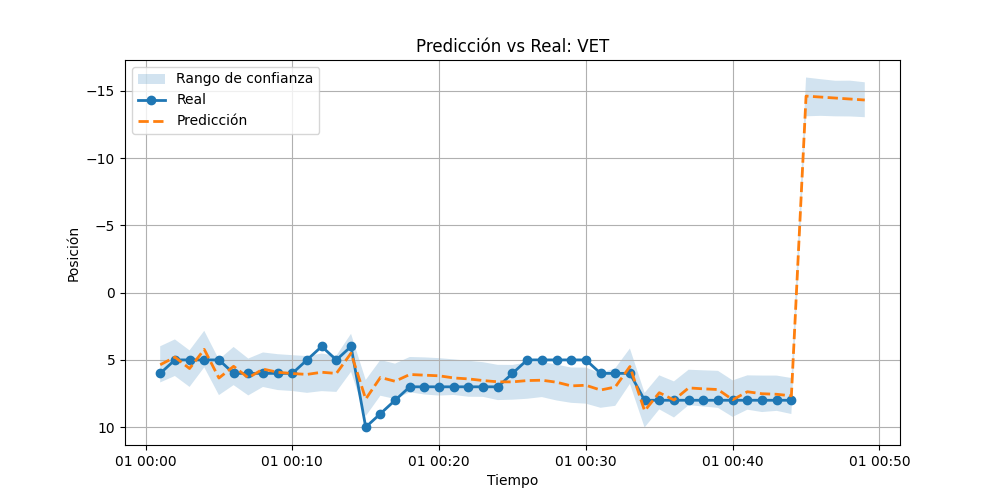 Predicción vs Real: VET
Rango de confianza
Real
Predicción
−15
−10
−5
0
5
10
Posición
01 00:00
01 00:10
01 00:20
01 00:30
01 00:40
01 00:50
Tiempo